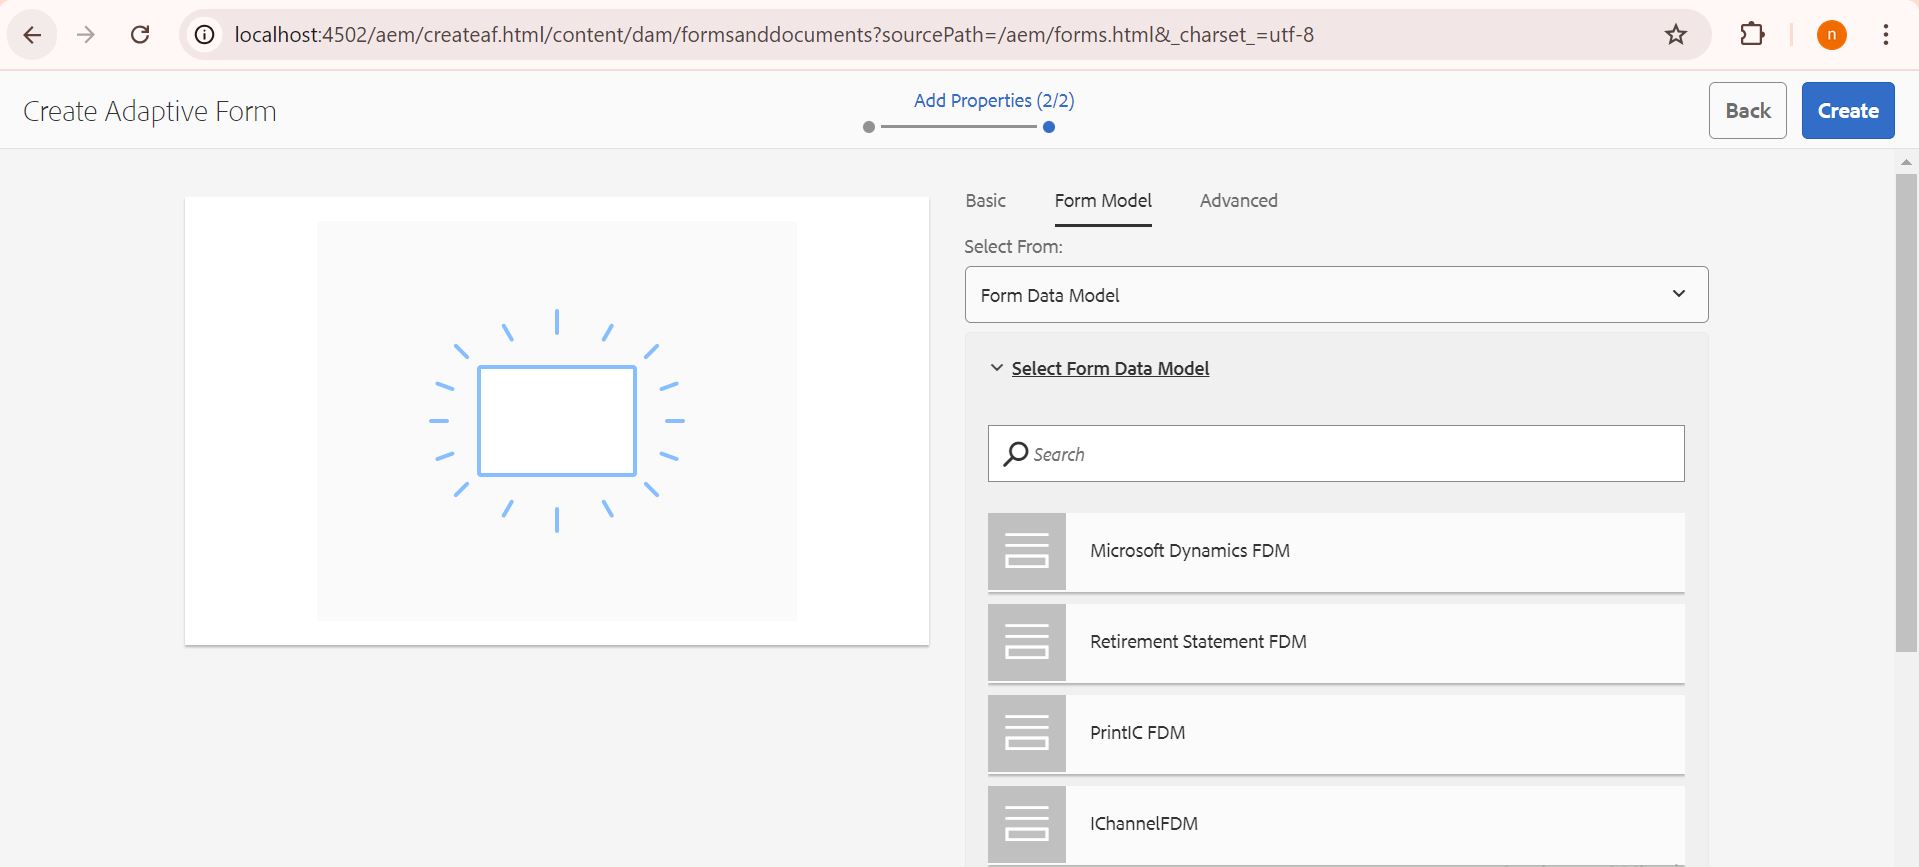 localhost:4502/aem/createaf.html/content/dam/formsanddocuments?sourcePath=/aem/forms.html&_charset_=utf-8
n
Create Adaptive Form
Add Properties (2/2)
Back
Create
Basic
Form Model
Advanced
Select From:
Form Data Model
Select Form Data Model
Search
Microsoft Dynamics FDM
Retirement Statement FDM
PrintIC FDM
IChannelFDM